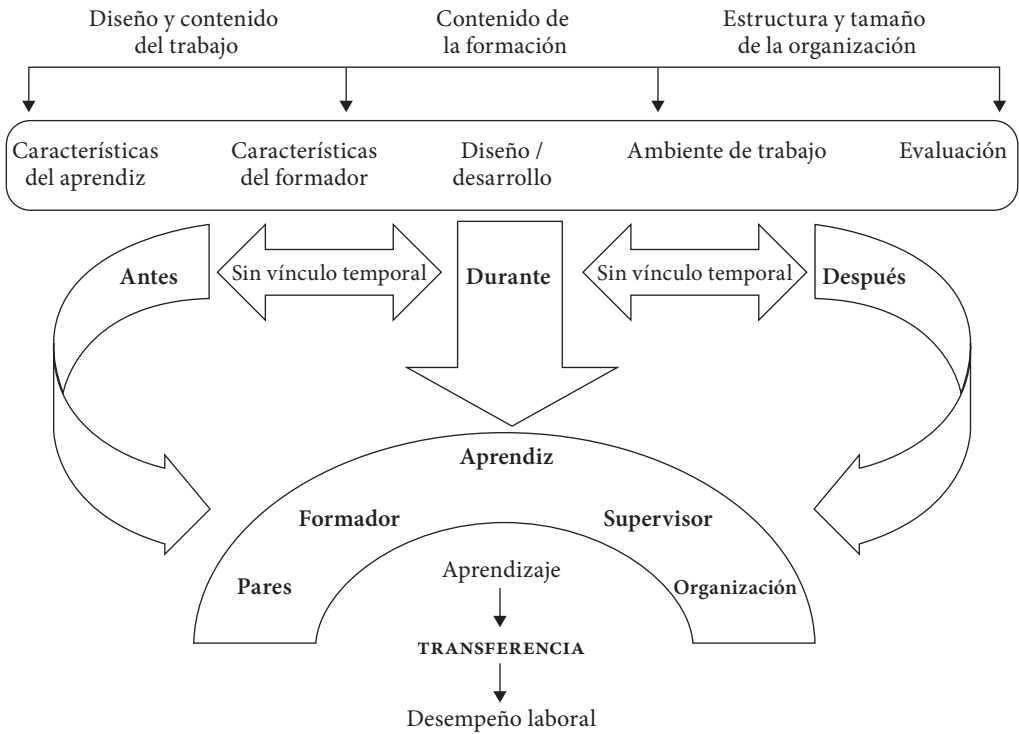 Diseño y contenido
del trabajo
Contenido de
la formación
Estructura y tamaño
de la organización
Características
del aprendiz
Características
del formador
Diseño /
desarrollo
Ambiente de trabajo
Evaluación
Antes
Sin vínculo temporal
Durante
Sin vínculo temporal
Después
Aprendiz
Formador
Supervisor
Pares
Organización
Aprendizaje
TRANSFERENCIA
Desempeño laboral